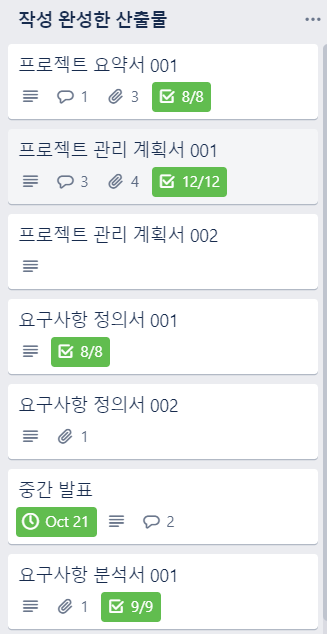 작성 완성한 산출물
프로젝트 요약서 001
1 3 8/8
프로젝트 관리 계획서 001
3 4 12/12
프로젝트 관리 계획서 002
요구사항 정의서 001
8/8
요구사항 정의서 002
1
중간 발표
Oct 21 2
요구사항 분석서 001
1 9/9